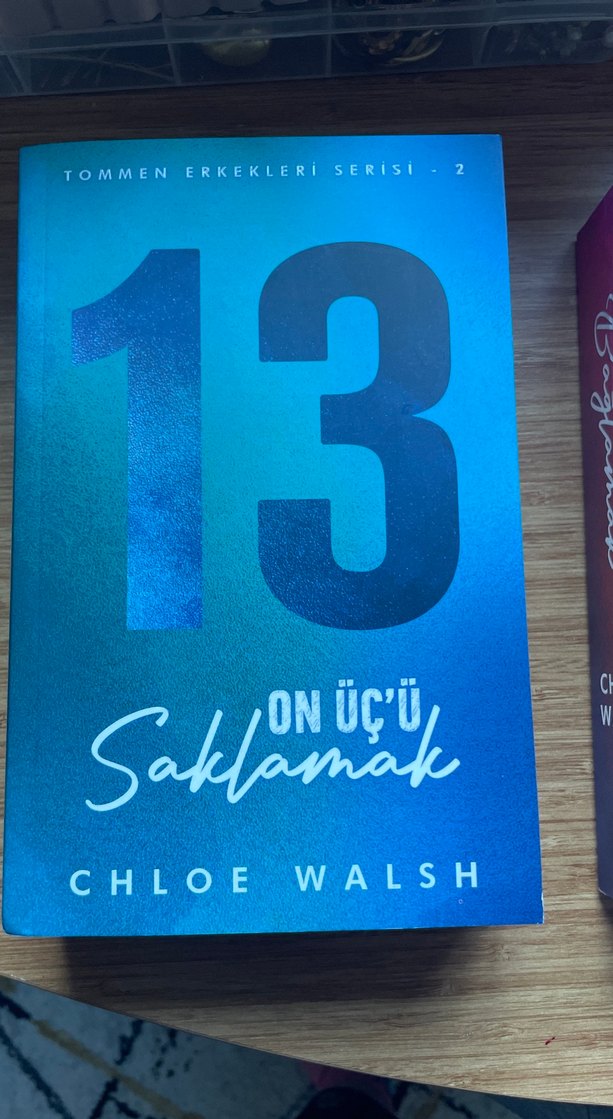 TOMMEN ERKEKLERİ SERİSİ - 2
13
ON ÜÇ'Ü
Saklamak
CHLOE WALSH